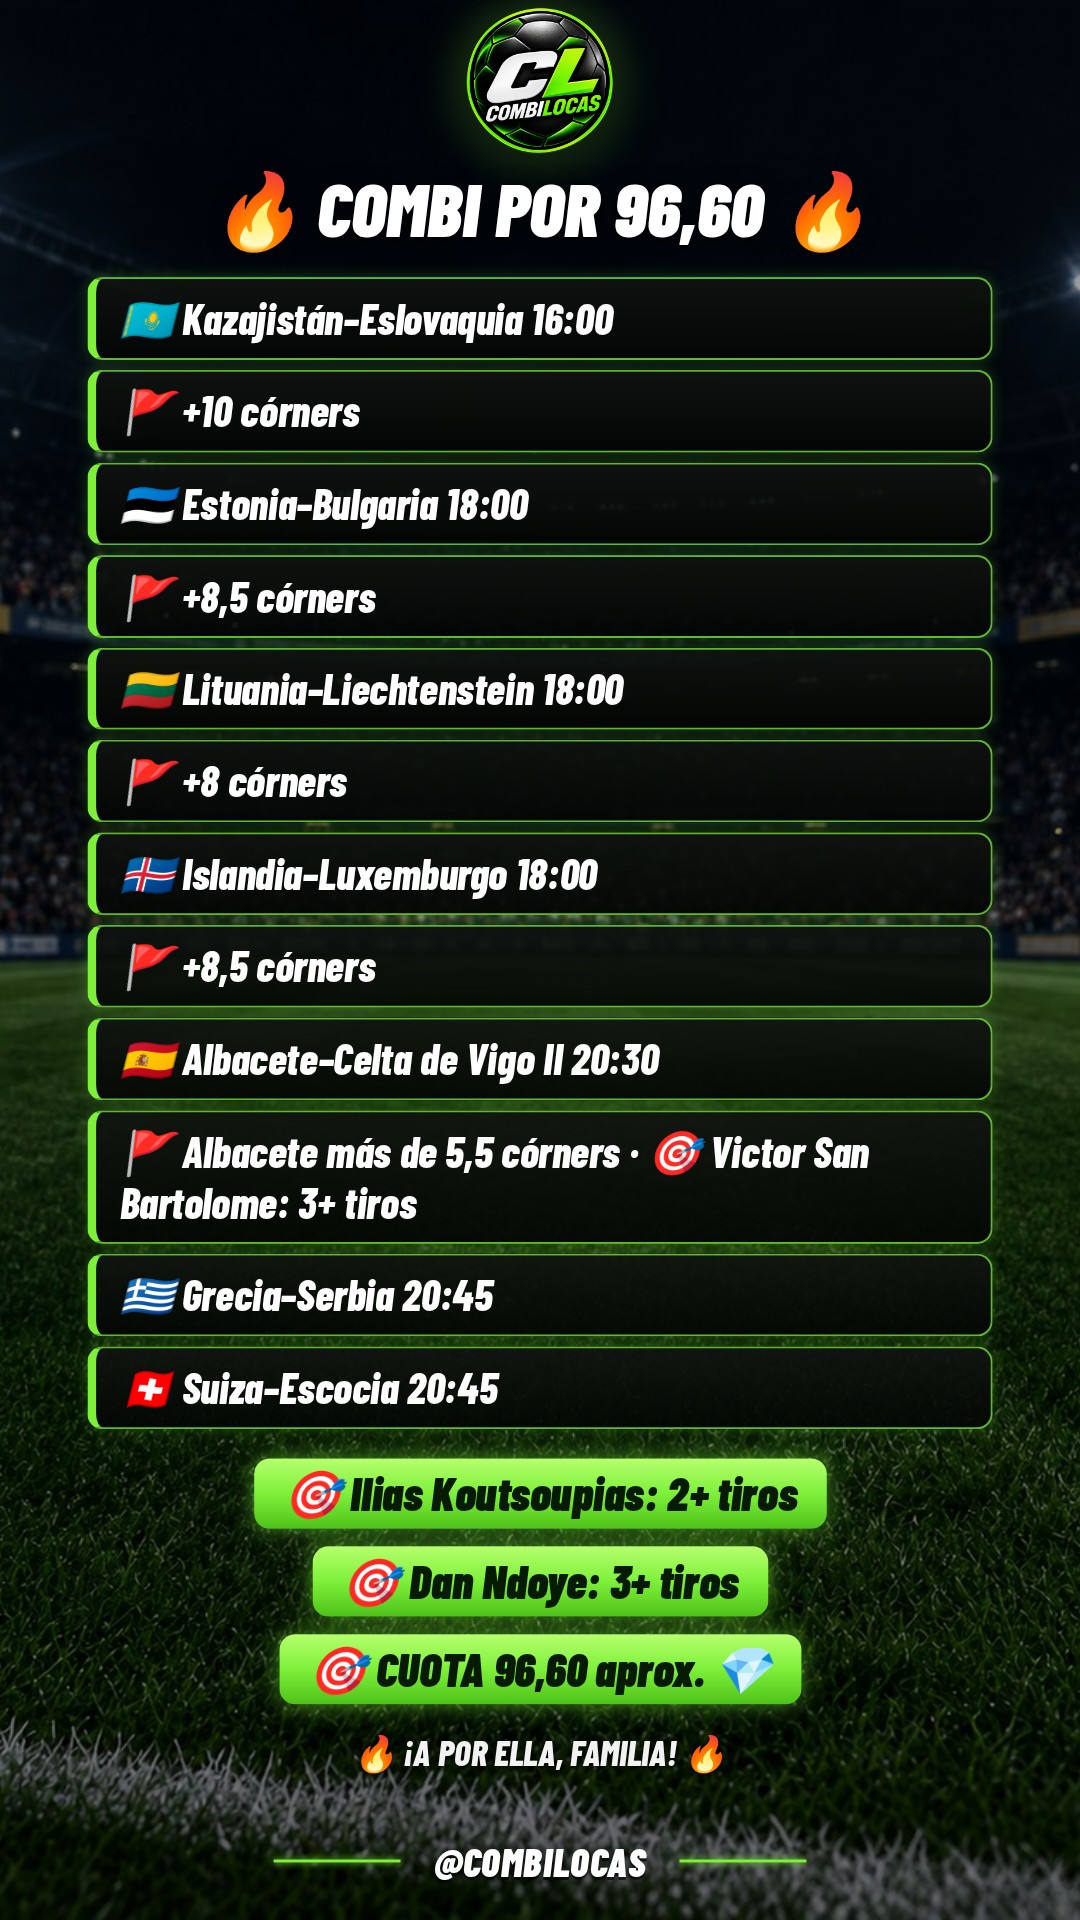 CL
COMBILOCAS
🔥 COMBI POR 96,60 🔥
🇰🇿 Kazajistán-Eslovaquia 16:00
🚩 +10 córners
🇪🇪 Estonia-Bulgaria 18:00
🚩 +8,5 córners
🇱🇹 Lituania-Liechtenstein 18:00
🚩 +8 córners
🇮🇸 Islandia-Luxemburgo 18:00
🚩 +8,5 córners
🇪🇸 Albacete-Celta de Vigo II 20:30
🚩 Albacete más de 5,5 córners · 🎯 Victor San
Bartolome: 3+ tiros
🇬🇷 Grecia-Serbia 20:45
🇨🇭 Suiza-Escocia 20:45
🎯 Ilias Koutsoupias: 2+ tiros
🎯 Dan Ndoye: 3+ tiros
🎯 CUOTA 96,60 aprox. 💎
🔥 ¡A POR ELLA, FAMILIA! 🔥
@COMBILOCAS